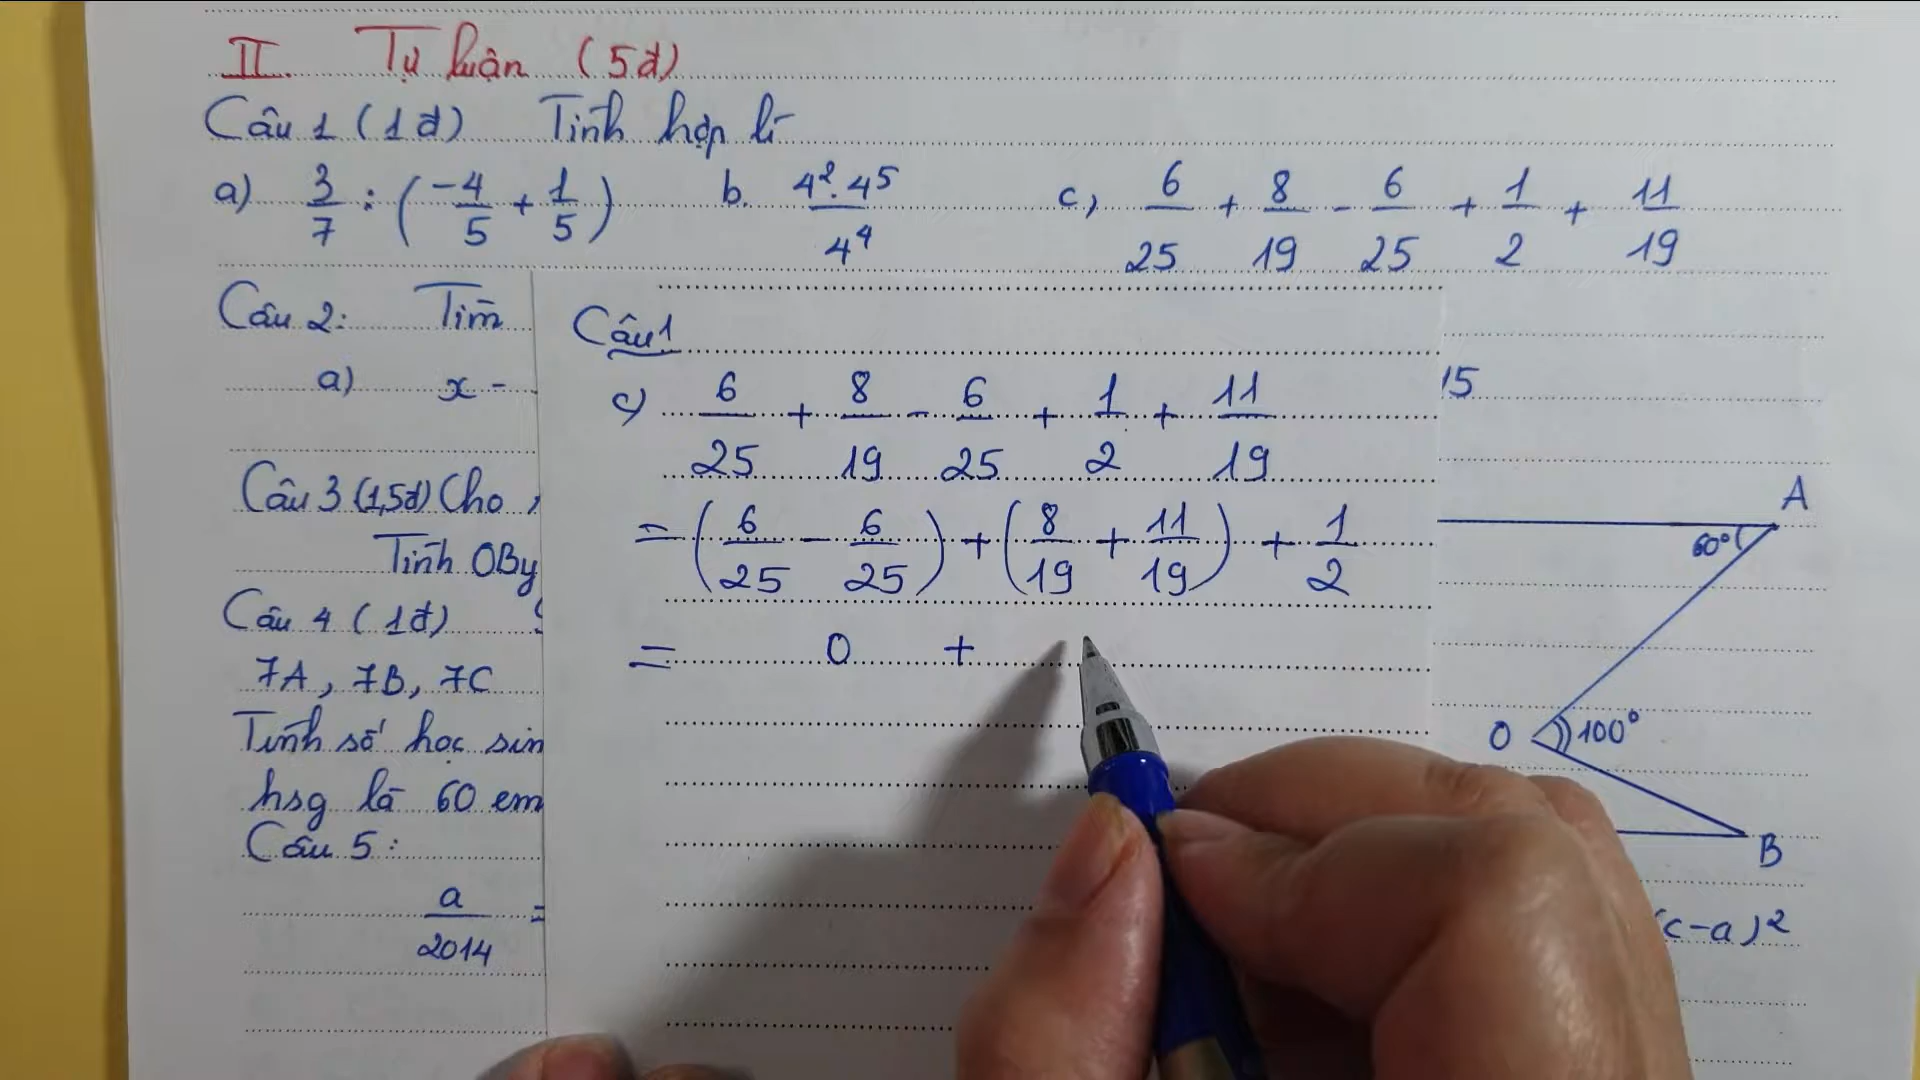 II. Tự luận (5đ)
Câu 1 (1đ) Tính hợp lí
a) 3/7 : (-4/5 + 1/5) b. 4².4⁵/4⁴ c, 6/25 + 8/19 - 6/25 + 1/2 + 11/19
Câu 2: Tìm
a) x - 15
Câu 3 (1,5đ) Cho
Tính OBy
Câu 4 (1đ)
7A, 7B, 7C
Tính số học sin
hsg là 60 em
Câu 5:
a/2014 =
(c-a)²
Câu 1
c) 6/25 + 8/19 - 6/25 + 1/2 + 11/19
= (6/25 - 6/25) + (8/19 + 11/19) + 1/2
= 0 +
A
60°
O 100°
B